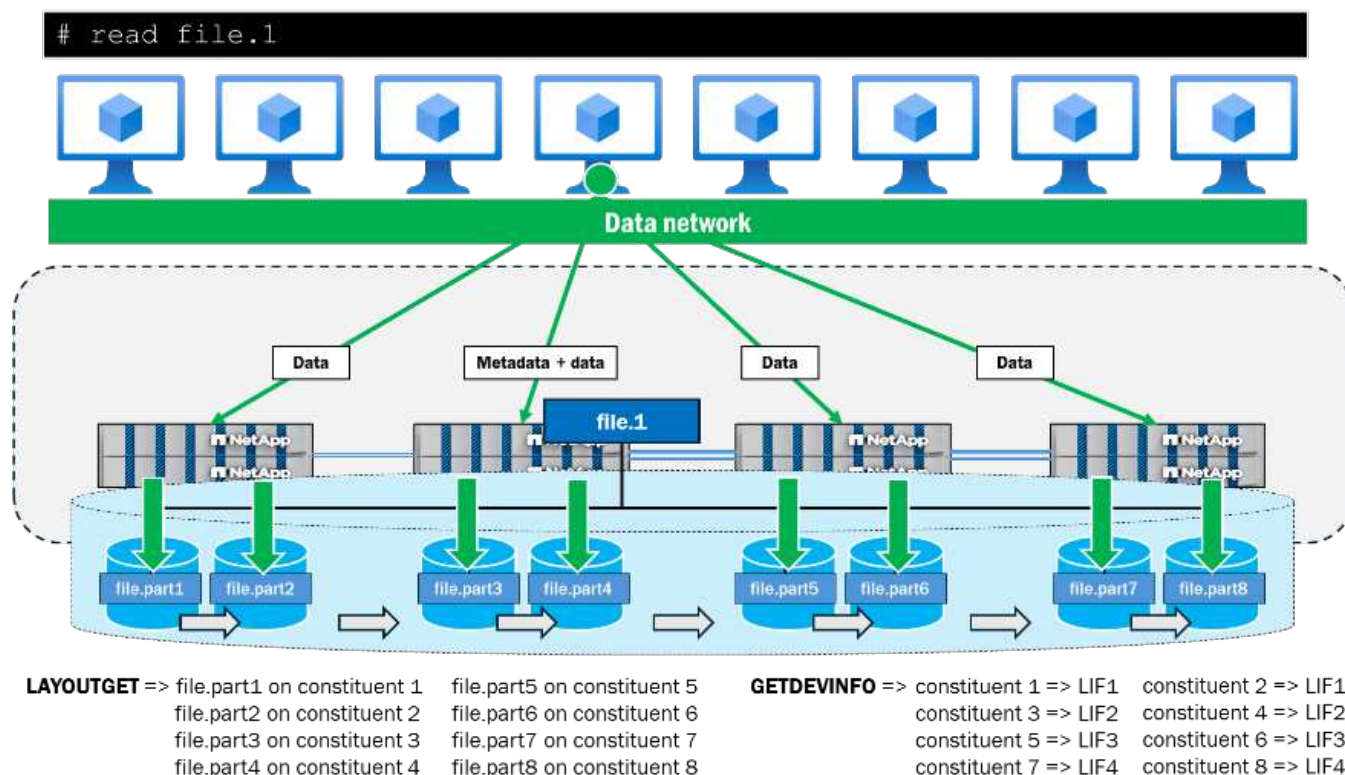 # read file.1
Data network
Data
Metadata + data
Data
Data
file.1
NetApp
NetApp
NetApp
NetApp
NetApp
NetApp
NetApp
NetApp
file.part1
file.part2
file.part3
file.part4
file.part5
file.part6
file.part7
file.part8
LAYOUTGET => file.part1 on constituent 1 file.part5 on constituent 5
file.part2 on constituent 2 file.part6 on constituent 6
file.part3 on constituent 3 file.part7 on constituent 7
file.part4 on constituent 4 file.part8 on constituent 8
GETDEVINFO => constituent 1 => LIF1 constituent 2 => LIF1
constituent 3 => LIF2 constituent 4 => LIF2
constituent 5 => LIF3 constituent 6 => LIF3
constituent 7 => LIF4 constituent 8 => LIF4